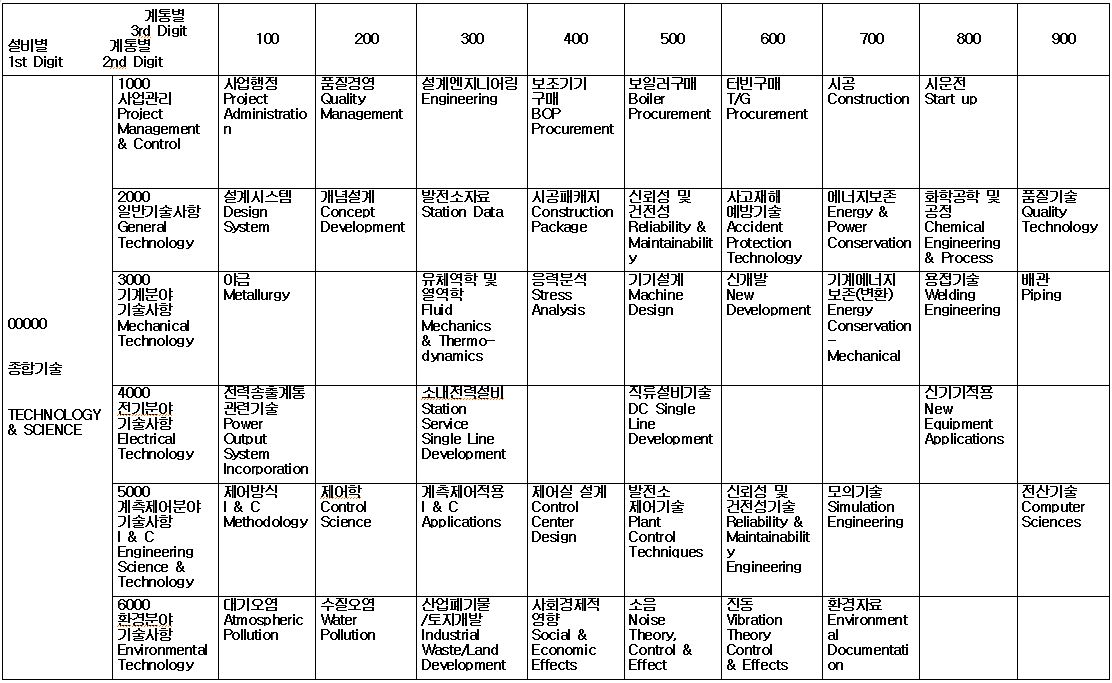 계통별
3rd Digit
설비별
계통별
1st Digit
2nd Digit
100
200
300
400
500
600
700
800
900
00000
종합기술
TECHNOLOGY
& SCIENCE
1000
사업관리
Project
Management
& Control
사업행정
Project
Administratio
n
품질경영
Quality
Management
설계엔지니어링
Engineering
보조기기
구매
BOP
Procurement
보일러구매
Boiler
Procurement
터빈구매
T/G
Procurement
시공
Construction
시운전
Start up
2000
일반기술사항
General
Technology
설계시스템
Design
System
개념설계
Concept
Development
발전소자료
Station Data
시공패캐지
Construction
Package
신뢰성 및
건전성
Reliability &
Maintainabilit
y
사고재해
예방기술
Accident
Protection
Technology
에너지보존
Energy &
Power
Conservation
화학공학 및
공정
Chemical
Engineering
& Process
품질기술
Quality
Technology
3000
기계분야
기술사항
Mechanical
Technology
야금
Metallurgy
유체역학 및
열역학
Fluid
Mechanics
& Thermo-
dynamics
응력분석
Stress
Analysis
기기설계
Machine
Design
신개발
New
Development
기계에너지
보존(변환)
Energy
Conservation
-
Mechanical
용접기술
Welding
Engineering
배관
Piping
4000
전기분야
기술사항
Electrical
Technology
전력송출계통
관련기술
Power
Output
System
Incorporation
소내전력설비
Station
Service
Single Line
Development
직류설비기술
DC Single
Line
Development
신기기적용
New
Equipment
Applications
5000
계측제어분야
기술사항
I & C
Engineering
Science &
Technology
제어방식
I & C
Methodology
제어학
Control
Science
계측제어적용
I & C
Applications
제어실 설계
Control
Center
Design
발전소
제어기술
Plant
Control
Techniques
신뢰성 및
건전성기술
Reliability &
Maintainabilit
y
Engineering
모의기술
Simulation
Engineering
전산기술
Computer
Sciences
6000
환경분야
기술사항
Environmental
Technology
대기오염
Atmospheric
Pollution
수질오염
Water
Pollution
산업폐기물
/토지개발
Industrial
Waste/Land
Development
사회경제적
영향
Social &
Economic
Effects
소음
Noise
Theory,
Control &
Effect
진동
Vibration
Theory
Control
& Effects
환경자료
Environment
al
Documentati
on